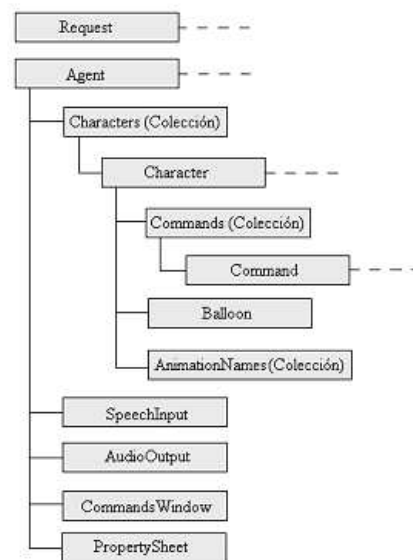 Request
Agent
Characters (Colección)
Character
Commands (Colección)
Command
Balloon
AnimationNames(Colección)
SpeechInput
AudioOutput
CommandsWindow
PropertySheet